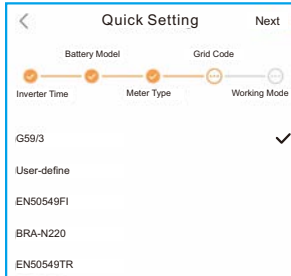 Quick Setting Next
Battery Model Grid Code
Inverter Time Meter Type Working Mode
G59/3
User-define
EN50549FI
BRA-N220
EN50549TR